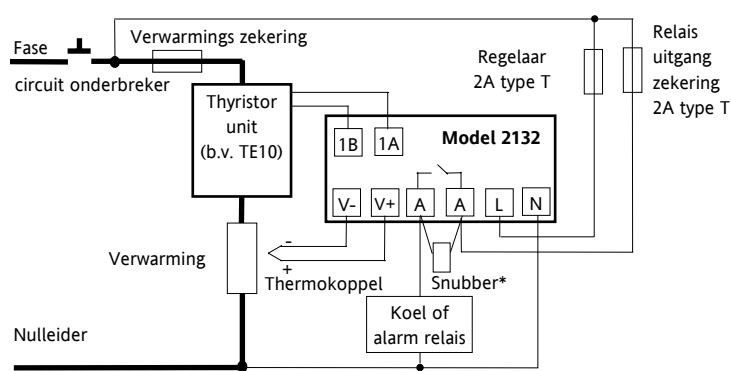 Fase
circuit onderbreker
Verwarmings zekering
Regelaar
2A type T
Relais
uitgang
zekering
2A type T
Thyristor
unit
(b.v. TE10)
Model 2132
1B
1A
V-
V+
A
A
L
N
Verwarming
-
+
Thermokoppel
Snubber*
Koel of
alarm relais
Nulleider